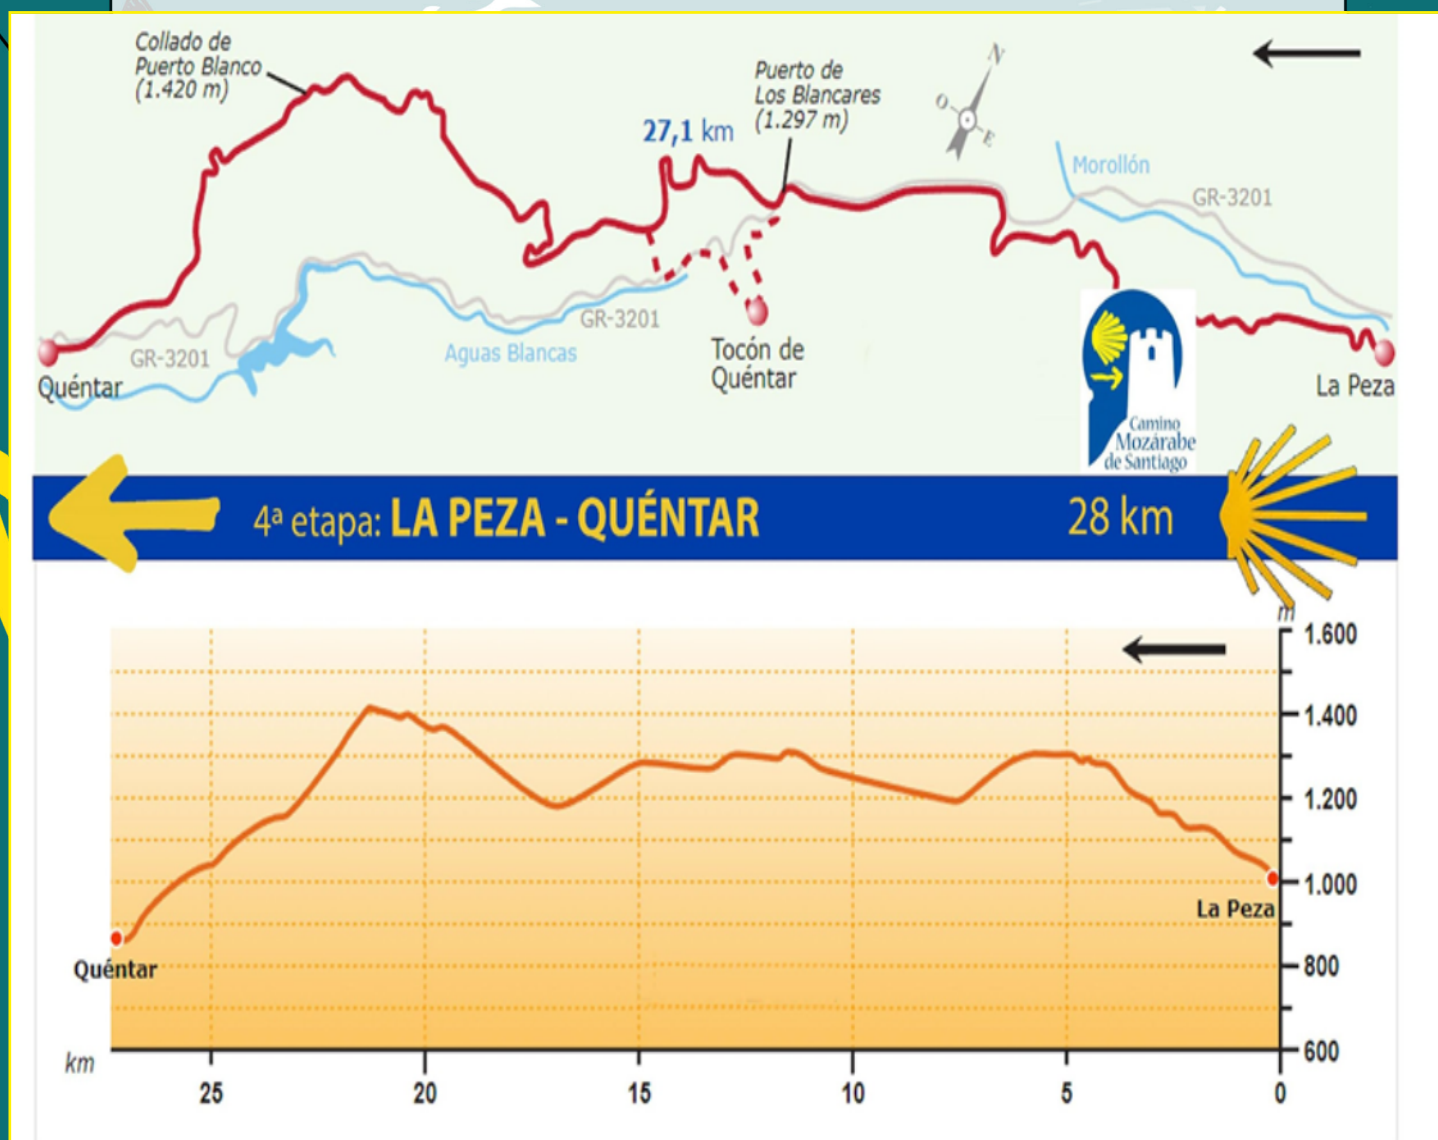 Collado de
Puerto Blanco
(1.420 m)
Puerto de
Los Blancares
(1.297 m)
27,1 km
N
O
E
Morollón
GR-3201
GR-3201
GR-3201
Aguas Blancas
Tocón de
Quéntar
Quéntar
La Peza
Camino
Mozárabe
de Santiago
4ª etapa: LA PEZA - QUÉNTAR
28 km
m
1.600
1.400
1.200
1.000
800
600
La Peza
Quéntar
km
25
20
15
10
5
0